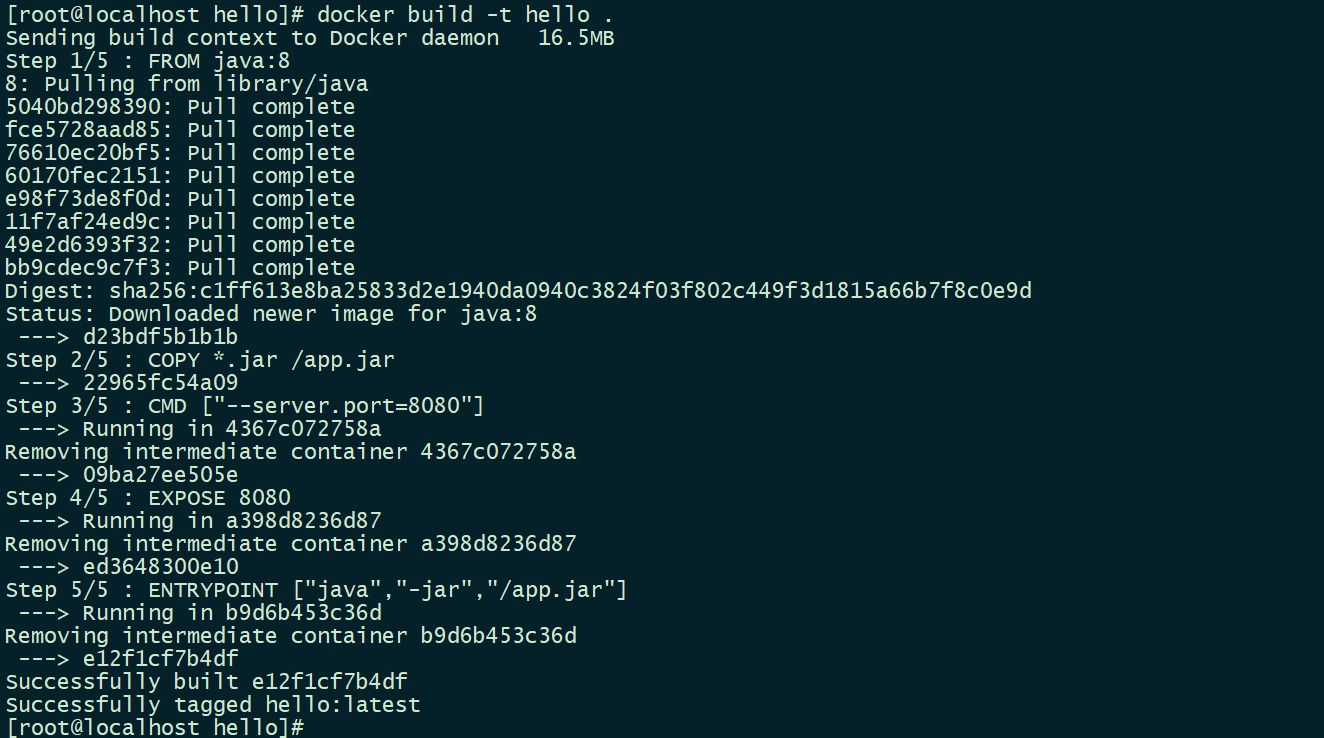 [root@localhost hello]# docker build -t hello .
Sending build context to Docker daemon   16.5MB
Step 1/5 : FROM java:8
8: Pulling from library/java
5040bd298390: Pull complete
fce5728aad85: Pull complete
76610ec20bf5: Pull complete
60170fec2151: Pull complete
e98f73de8f0d: Pull complete
11f7af24ed9c: Pull complete
49e2d6393f32: Pull complete
bb9cdec9c7f3: Pull complete
Digest: sha256:c1ff613e8ba25833d2e1940da0940c3824f03f802c449f3d1815a66b7f8c0e9d
Status: Downloaded newer image for java:8
 ---> d23bdf5b1b1b
Step 2/5 : COPY *.jar /app.jar
 ---> 22965fc54a09
Step 3/5 : CMD ["--server.port=8080"]
 ---> Running in 4367c072758a
Removing intermediate container 4367c072758a
 ---> 09ba27ee505e
Step 4/5 : EXPOSE 8080
 ---> Running in a398d8236d87
Removing intermediate container a398d8236d87
 ---> ed3648300e10
Step 5/5 : ENTRYPOINT ["java","-jar","/app.jar"]
 ---> Running in b9d6b453c36d
Removing intermediate container b9d6b453c36d
 ---> e12f1cf7b4df
Successfully built e12f1cf7b4df
Successfully tagged hello:latest
[root@localhost hello]#